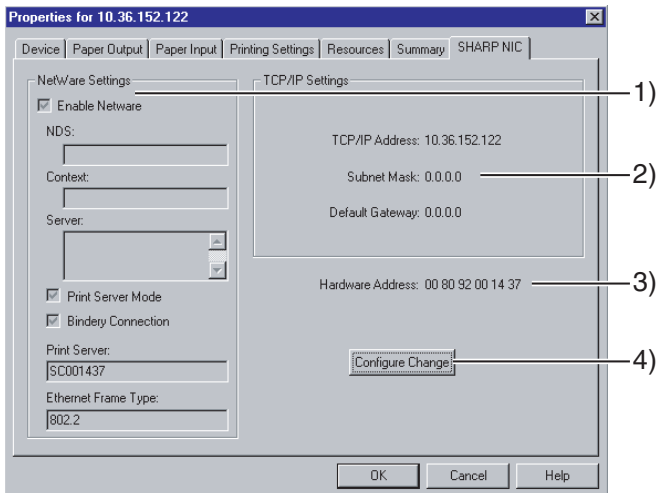 Properties for 10.36.152.122
Device Paper Output Paper Input Printing Settings Resources Summary SHARP NIC
NetWare Settings
Enable Netware
NDS:
Context:
Server:
Print Server Mode
Bindery Connection
Print Server:
SC001437
Ethernet Frame Type:
802.2
TCP/IP Settings
TCP/IP Address: 10.36.152.122
Subnet Mask: 0.0.0.0
Default Gateway: 0.0.0.0
Hardware Address: 00 80 92 00 14 37
Configure Change
1)
2)
3)
4)
OK Cancel Help